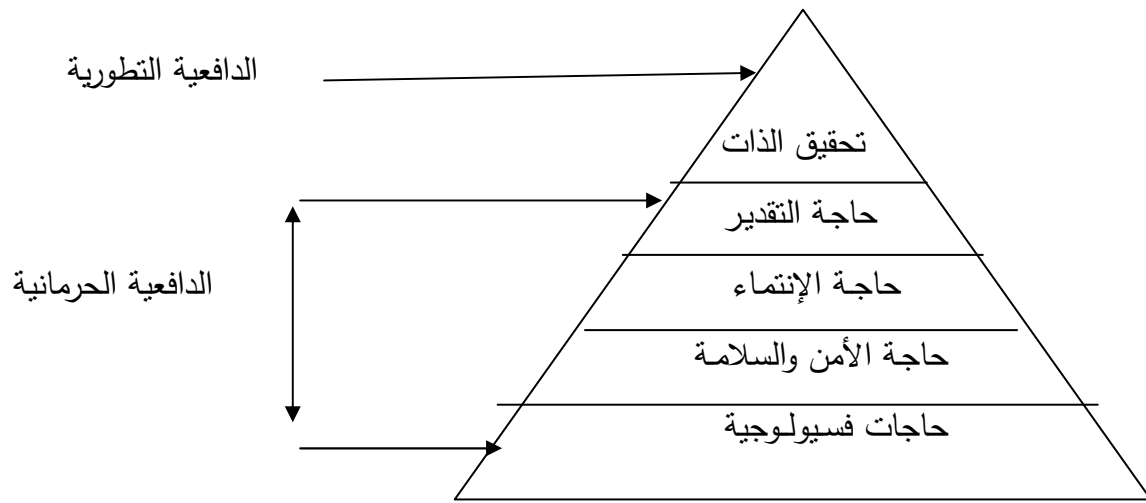 الدافعية التطورية
تحقيق الذات
حاجة التقدير
الدافعية الحرمانية
حاجة الإنتماء
حاجة الأمن والسلامة
حاجات فسيولوجية